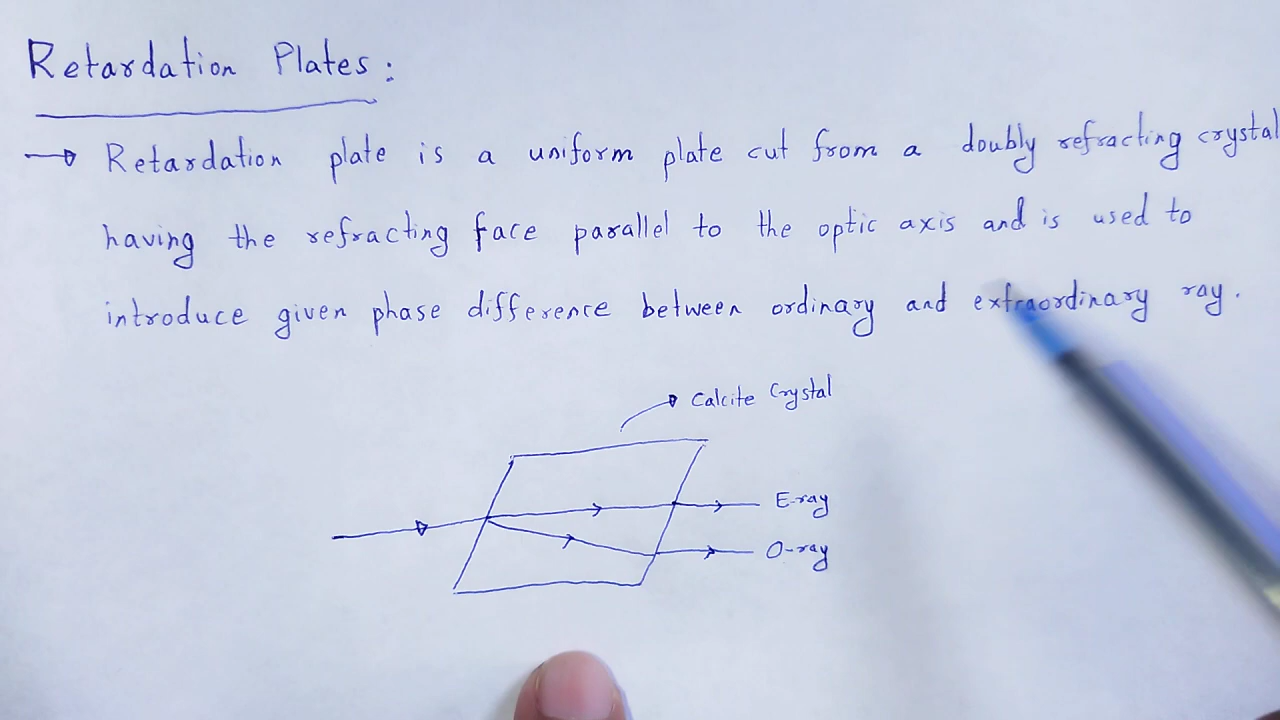 Retardation Plates:
→ Retardation plate is a uniform plate cut from a doubly refracting crystal
having the refracting face parallel to the optic axis and is used to
introduce given phase difference between ordinary and extraordinary ray.
Calcite Crystal
E-ray
O-ray